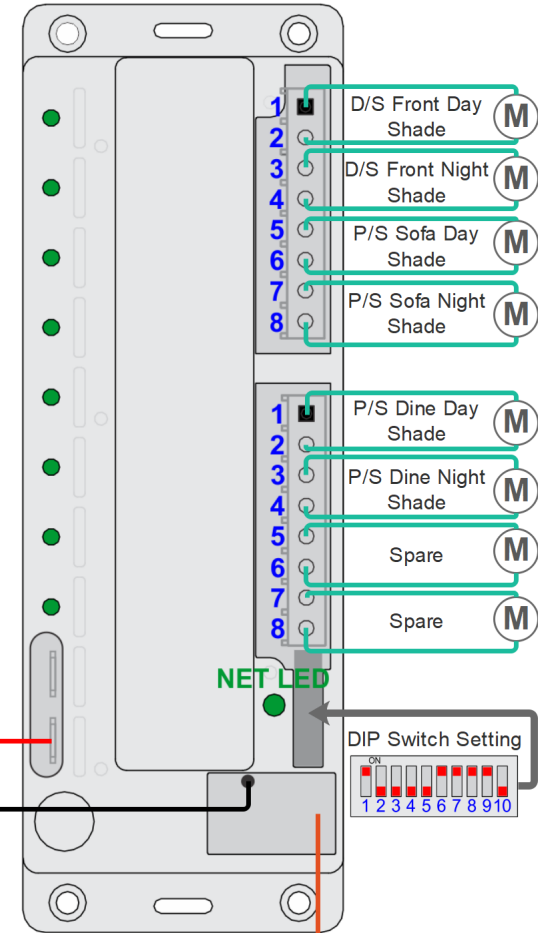 1
2
3
4
5
6
7
8
D/S Front Day
Shade
M
D/S Front Night
Shade
M
P/S Sofa Day
Shade
M
P/S Sofa Night
Shade
M
1
2
3
4
5
6
7
8
P/S Dine Day
Shade
M
P/S Dine Night
Shade
M
Spare
M
Spare
M
NET LED
DIP Switch Setting
ON
1 2 3 4 5 6 7 8 9 10